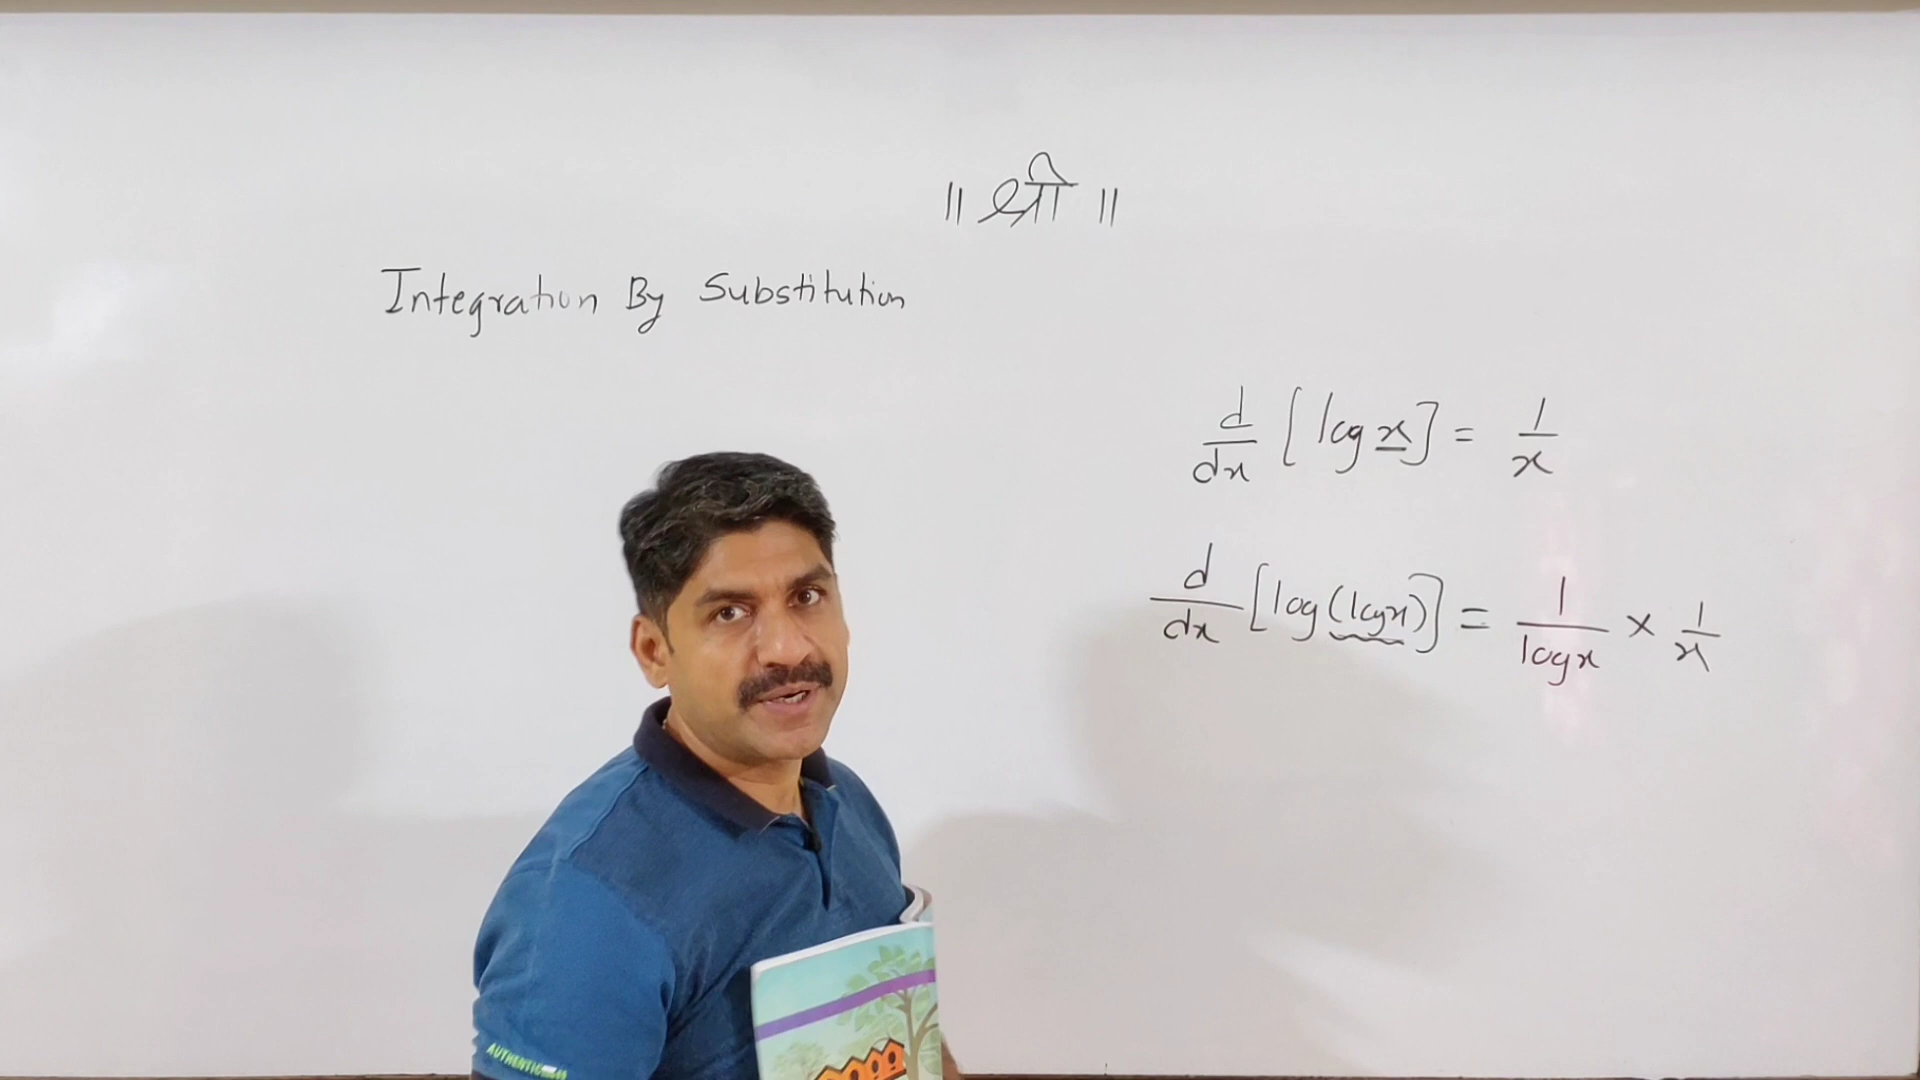 ॥ श्री ॥
Integration By Substitution
d/dx [log x] = 1/x
d/dx [log(log x)] = 1/log x × 1/x